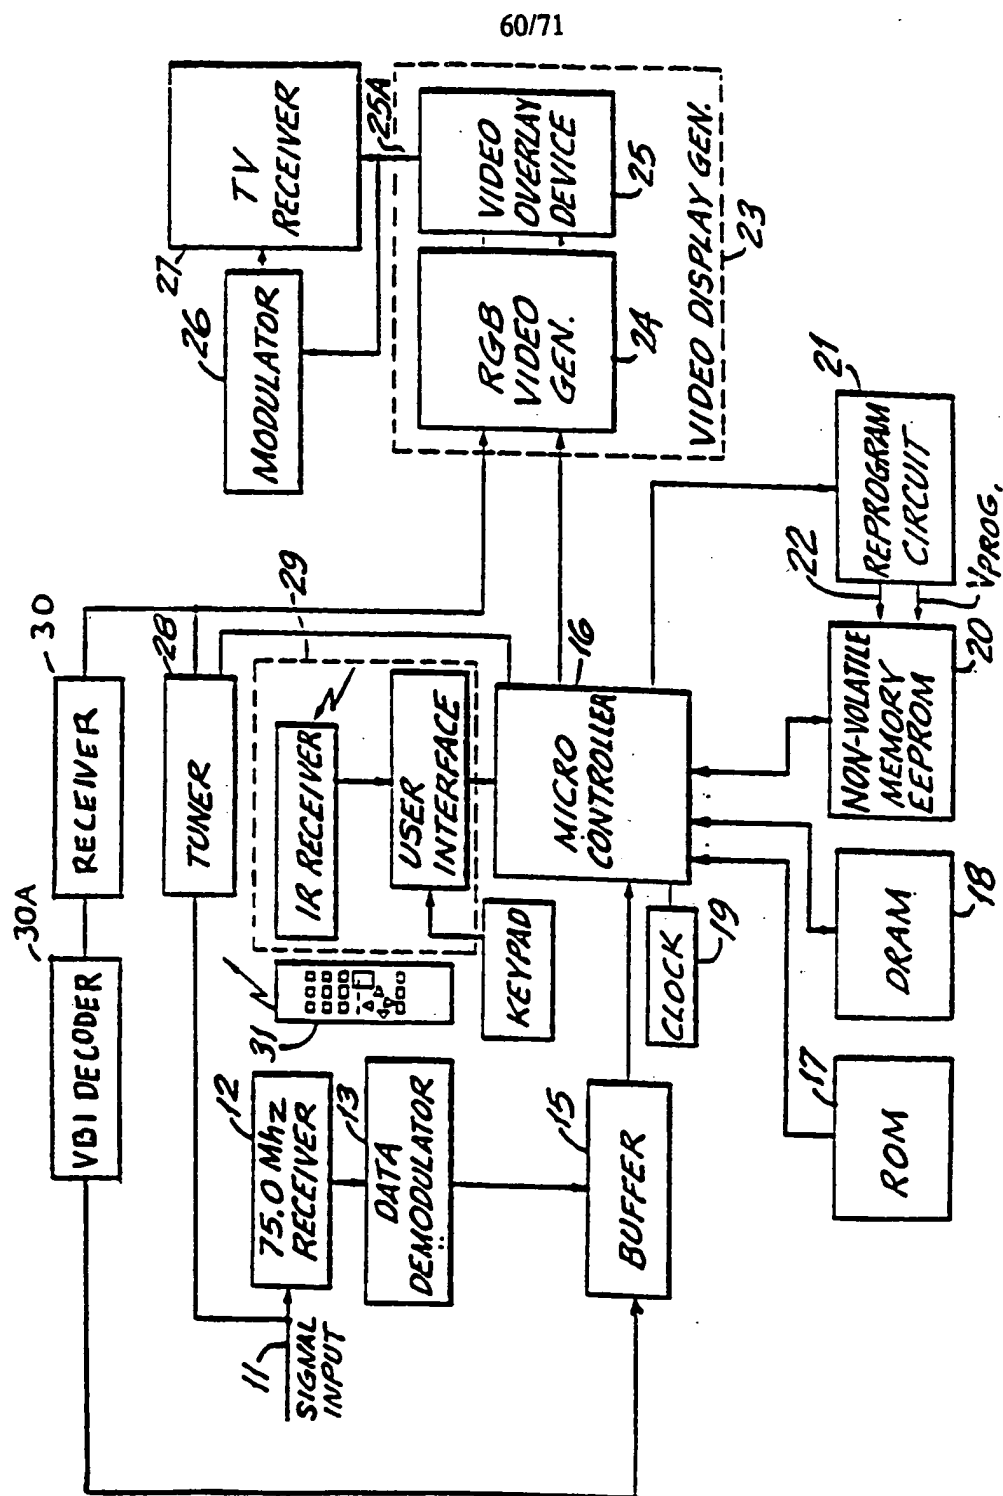 60/71
30A
VBI DECODER
30
RECEIVER
28
TUNER
27
TV
RECEIVER
26
MODULATOR
25A
VIDEO
OVERLAY
DEVICE
25
RGB
VIDEO
GEN.
24
VIDEO DISPLAY GEN.
23
29
IR RECEIVER
USER
INTERFACE
31
KEYPAD
11
SIGNAL
INPUT
12
75.0 Mhz
RECEIVER
13
DATA
DEMODULATOR
15
BUFFER
16
MICRO
CONTROLLER
CLOCK
19
17
ROM
DRAM
18
NON-VOLATILE
MEMORY
EEPROM
20
21
REPROGRAM
CIRCUIT
22
VPROG.